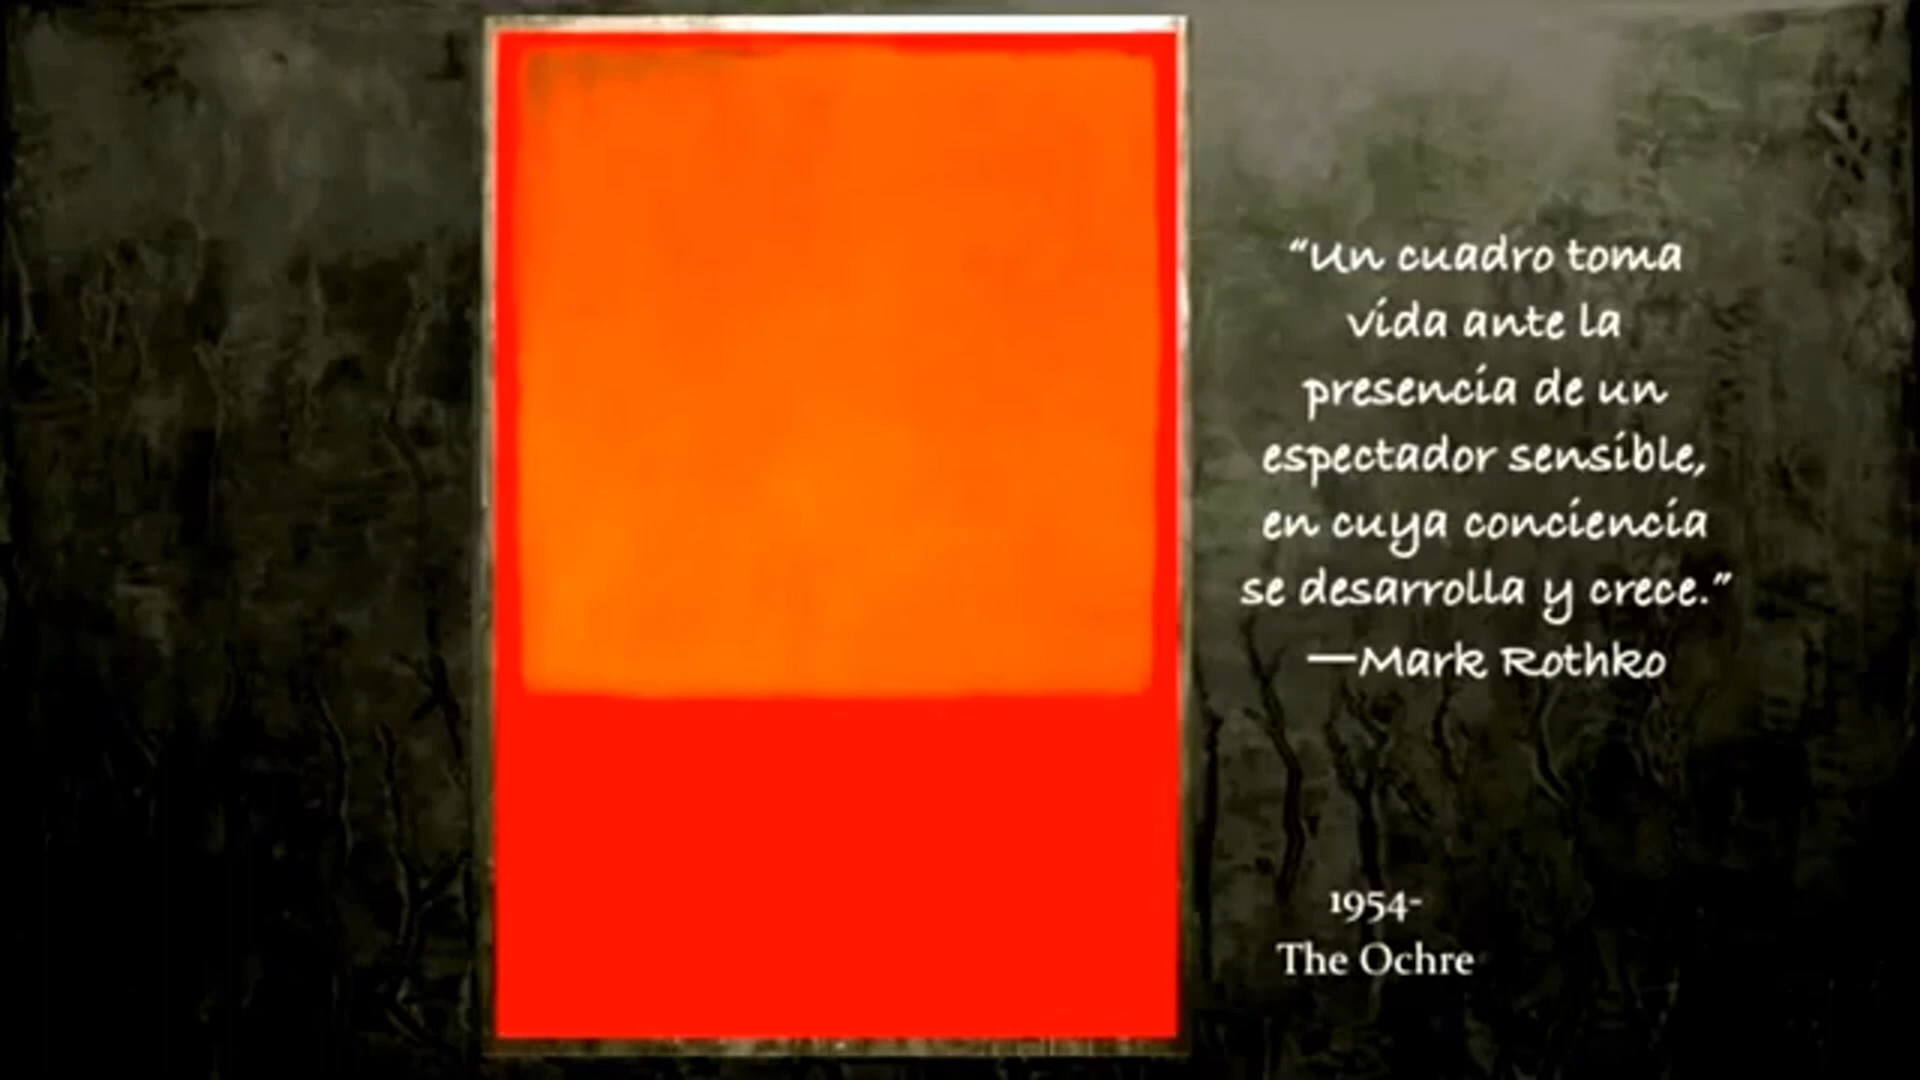 “Un cuadro toma
vida ante la
presencia de un
espectador sensible,
en cuya conciencia
se desarrolla y crece.”
—Mark Rothko
1954-
The Ochre